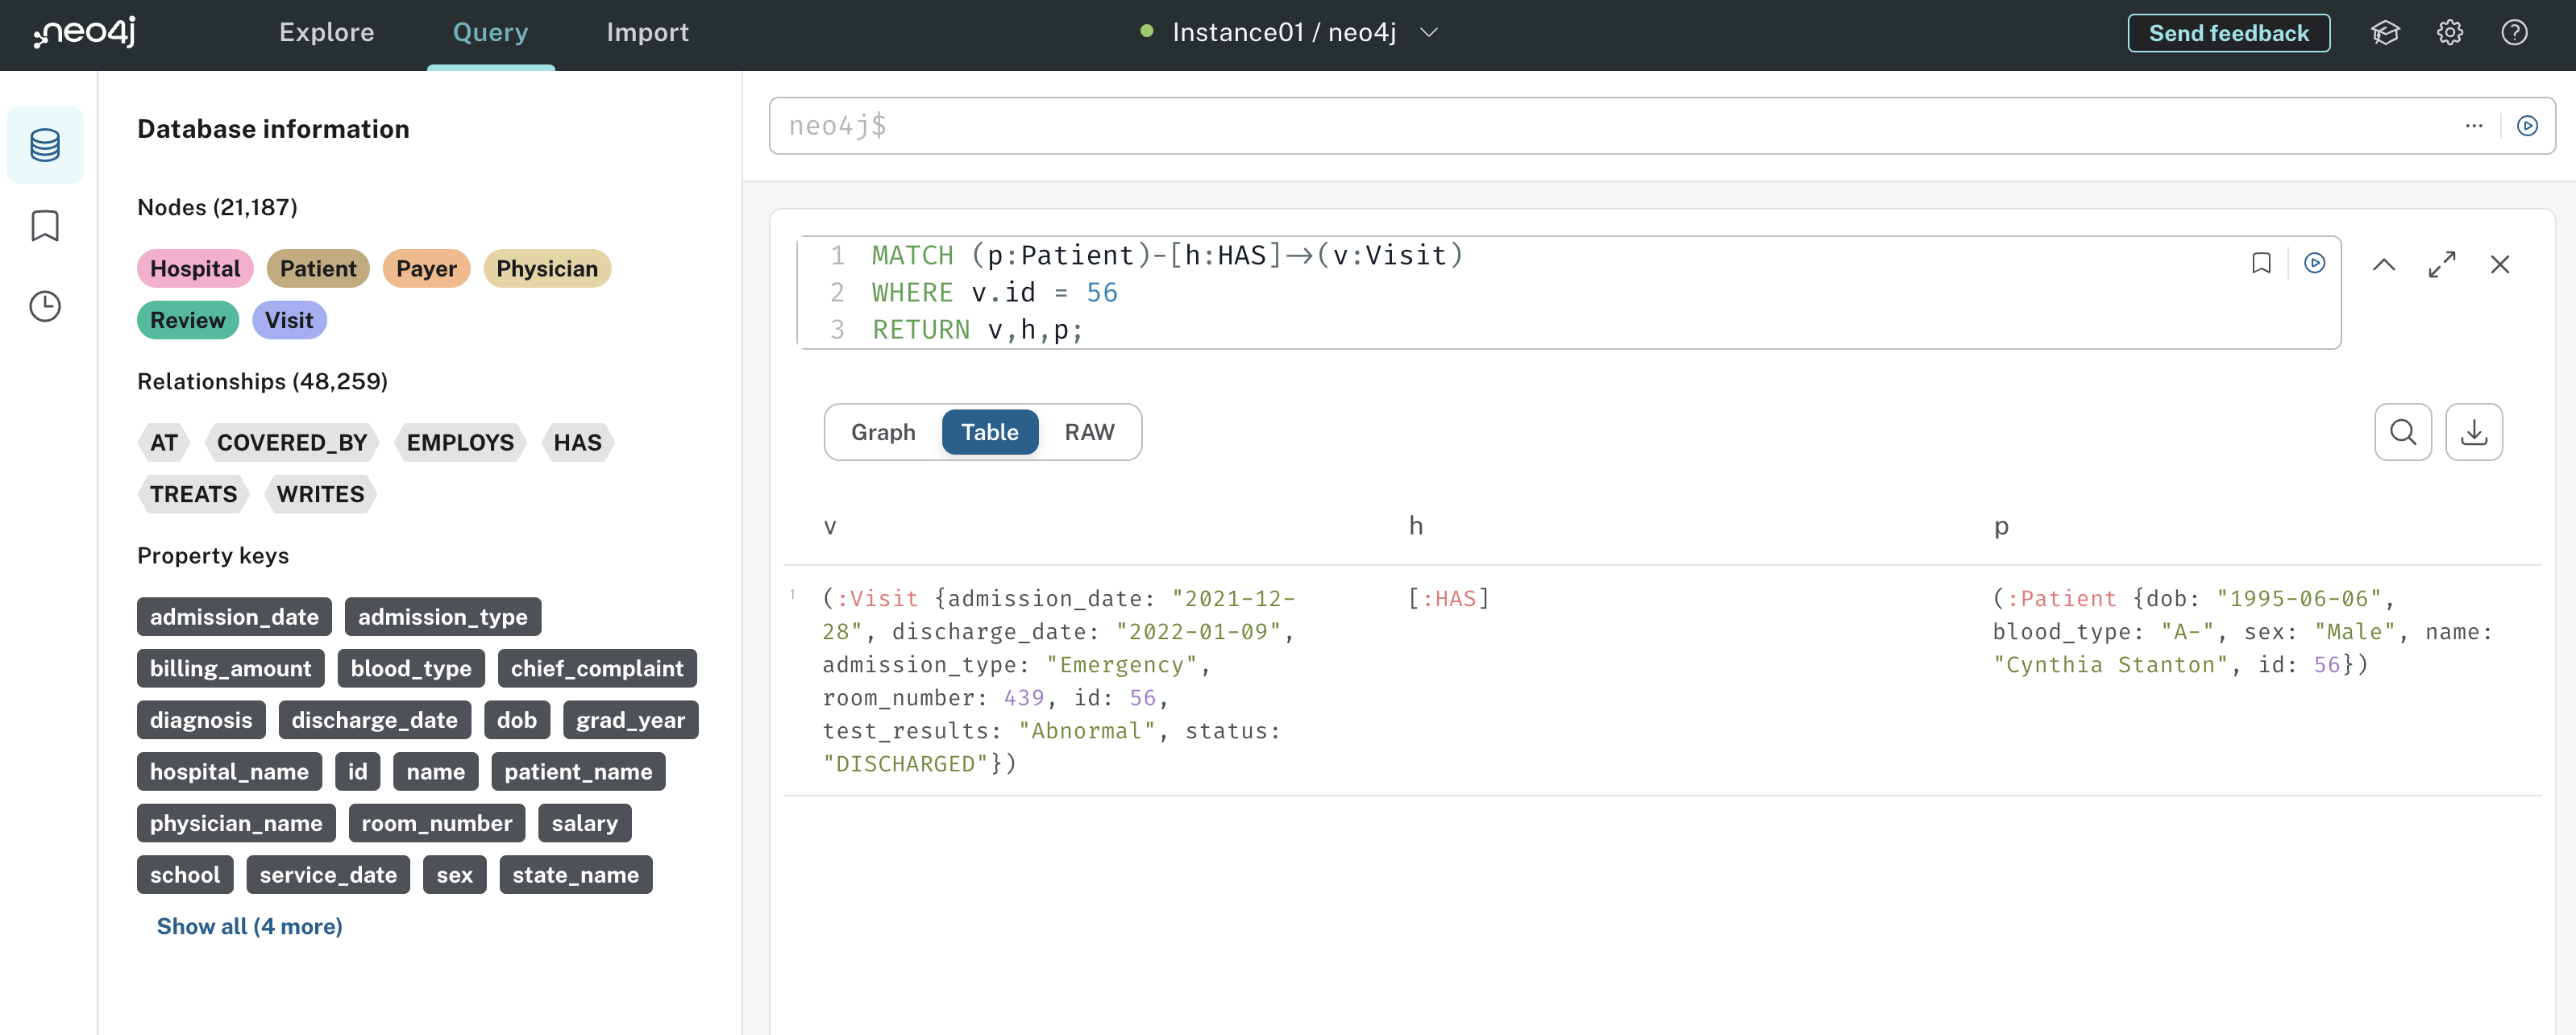 neo4j
Explore Query Import
Instance01 / neo4j
Send feedback
Database information
Nodes (21,187)
Hospital Patient Payer Physician
Review Visit
Relationships (48,259)
AT COVERED_BY EMPLOYS HAS
TREATS WRITES
Property keys
admission_date admission_type
billing_amount blood_type chief_complaint
diagnosis discharge_date dob grad_year
hospital_name id name patient_name
physician_name room_number salary
school service_date sex state_name
Show all (4 more)
neo4j$
1 MATCH (p:Patient)-[h:HAS]->(v:Visit)
2 WHERE v.id = 56
3 RETURN v,h,p;
Graph Table RAW
v h p
1
(:Visit {admission_date: "2021-12-
28", discharge_date: "2022-01-09",
admission_type: "Emergency",
room_number: 439, id: 56,
test_results: "Abnormal", status:
"DISCHARGED"})
[:HAS]
(:Patient {dob: "1995-06-06",
blood_type: "A-", sex: "Male", name:
"Cynthia Stanton", id: 56})